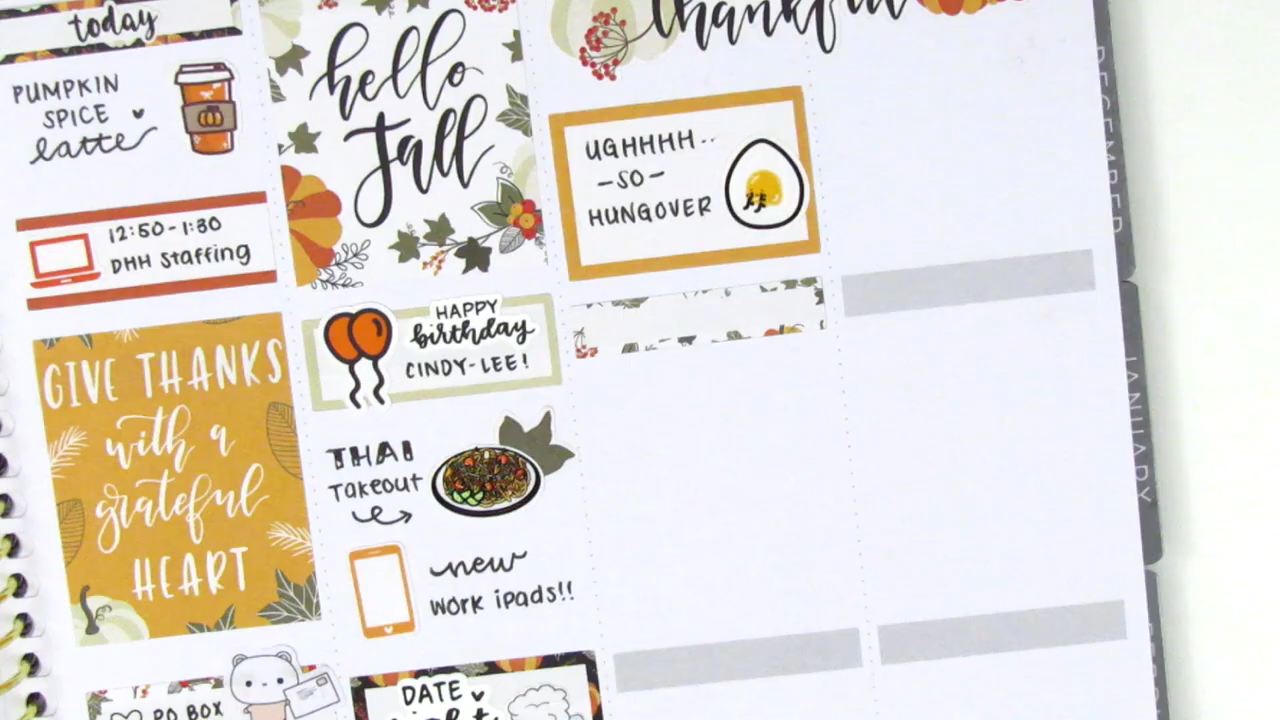 today
PUMPKIN
SPICE
latte
12:50-1:30
DHH Staffing
GIVE THANKS
with a
grateful
HEART
PO BOX
hello
Fall
HAPPY
birthday
CINDY-LEE!
THAI
Takeout
new
work ipads!!
DATE
night
thankful
UGHHHH..
-SO-
HUNGOVER
DECEMBER
JANUARY